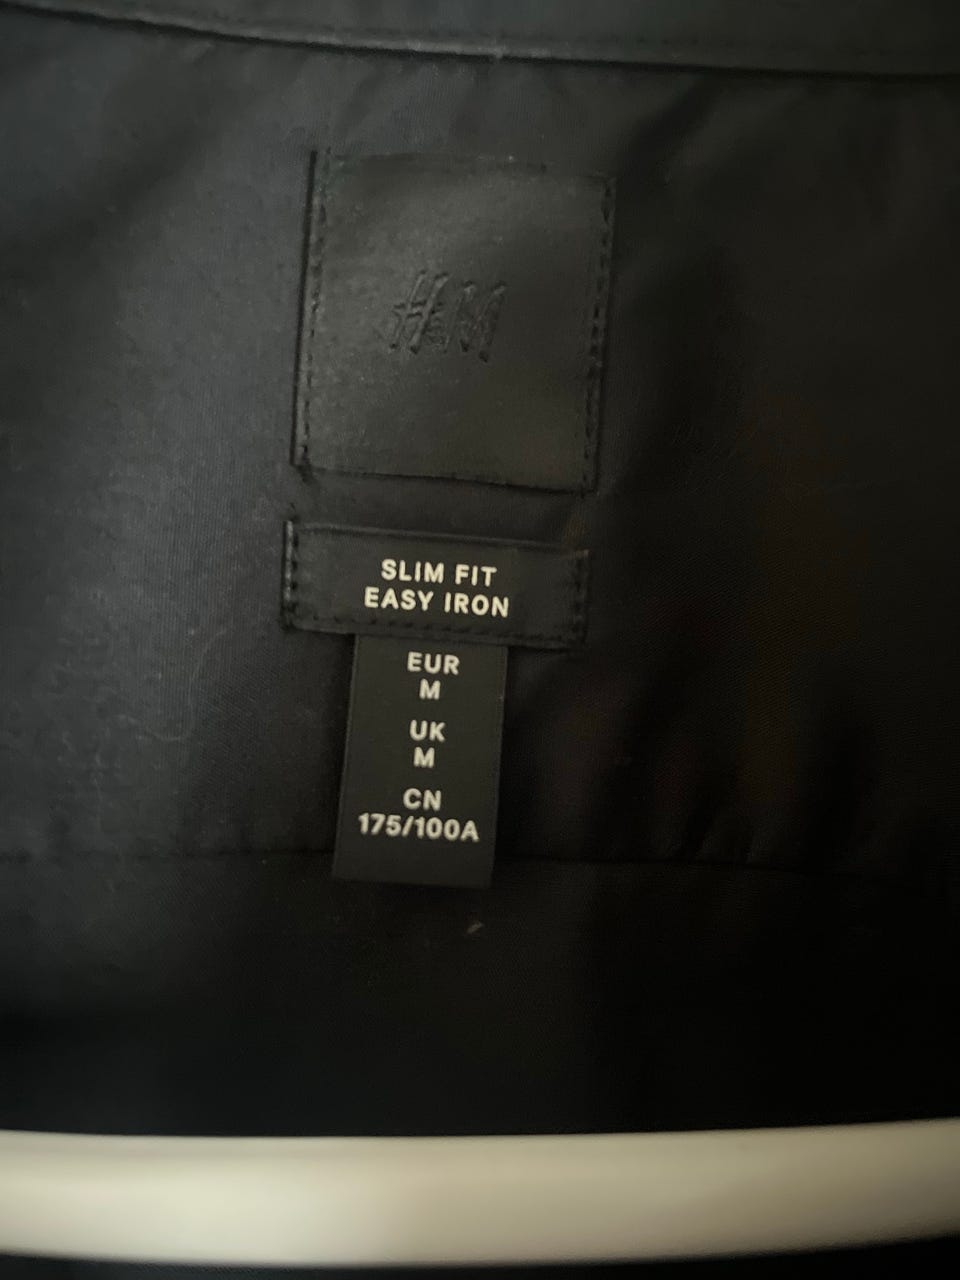 H&M
SLIM FIT
EASY IRON
EUR
M
UK
M
CN
175/100A